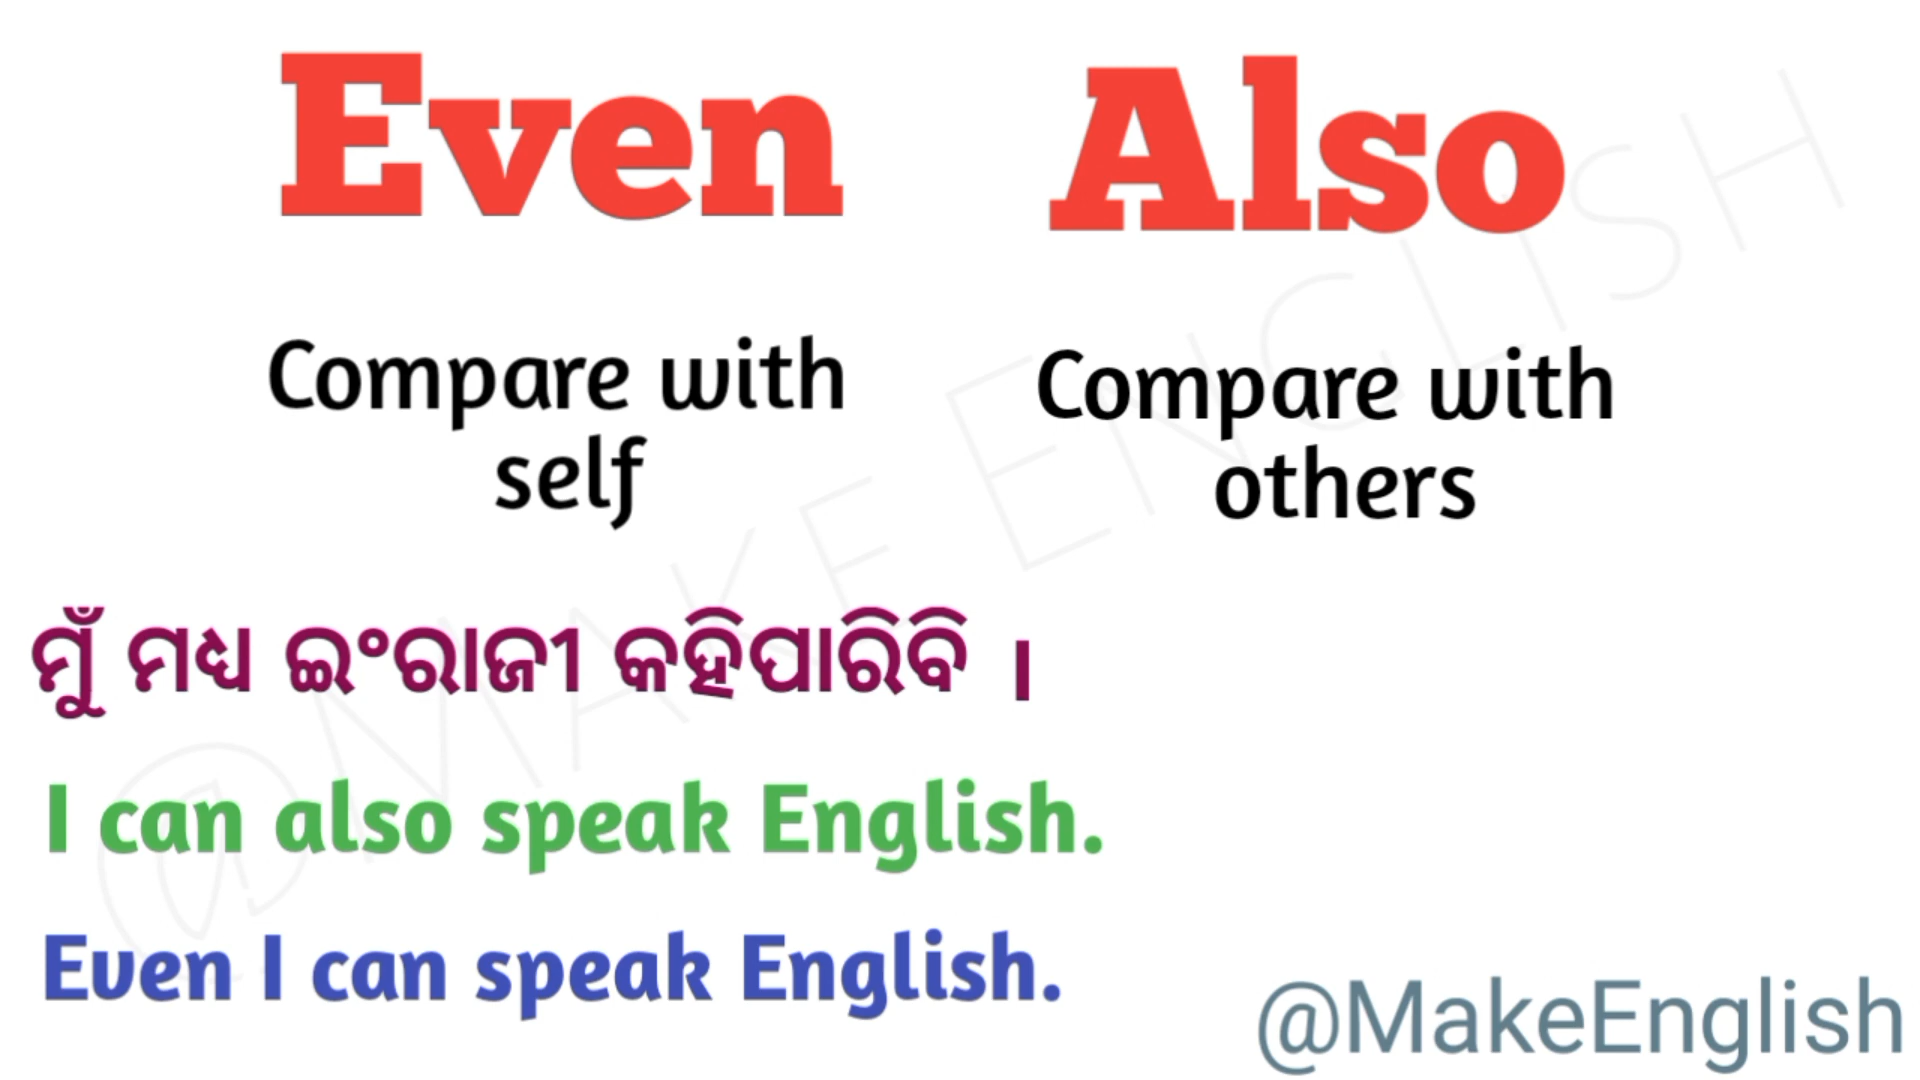 Even Also
Compare with self
Compare with others
ମୁଁ ମଧ୍ୟ ଇଂରାଜୀ କହିପାରିବି ।
I can also speak English.
Even I can speak English.
@MakeEnglish
@MAKE ENGLISH